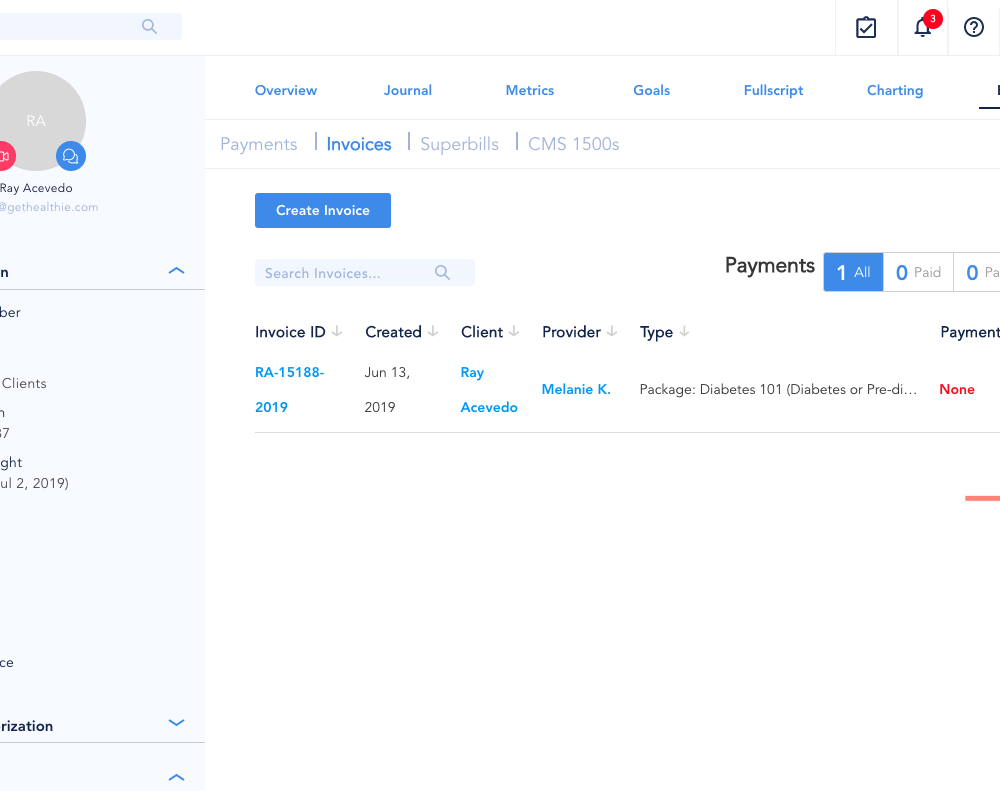 3
Overview Journal Metrics Goals Fullscript Charting
RA
Payments Invoices Superbills CMS 1500s
Ray Acevedo
@gethealthie.com
Create Invoice
Search Invoices...
Payments 1 All 0 Paid 0 Pa
n
ber
Clients
n
37
ght
ul 2, 2019)
ce
rization
Invoice ID Created Client Provider Type Payment
RA-15188- Jun 13, Ray
Melanie K. Package: Diabetes 101 (Diabetes or Pre-di... None
2019 2019 Acevedo